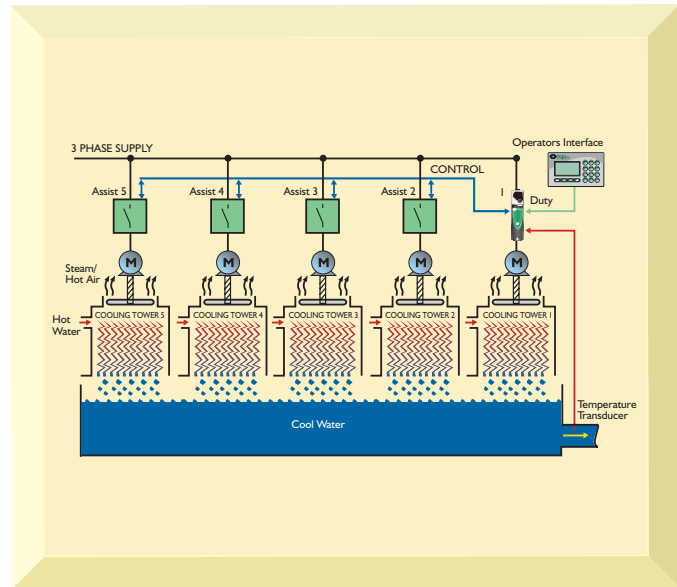 3 PHASE SUPPLY
Operators Interface
CONTROL
Assist 5
Assist 4
Assist 3
Assist 2
1
Duty
M
M
M
M
M
Steam/
Hot Air
Hot
Water
COOLING TOWER 5
COOLING TOWER 4
COOLING TOWER 3
COOLING TOWER 2
COOLING TOWER 1
Cool Water
Temperature
Transducer